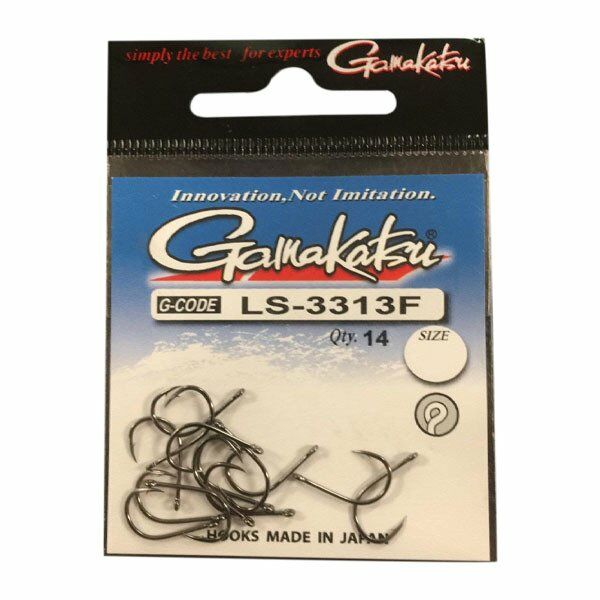 simply the best for experts Gamakatsu
Innovation, Not Imitation.
Gamakatsu®
G-CODE LS-3313F
Qty. 14 SIZE
HOOKS MADE IN JAPAN